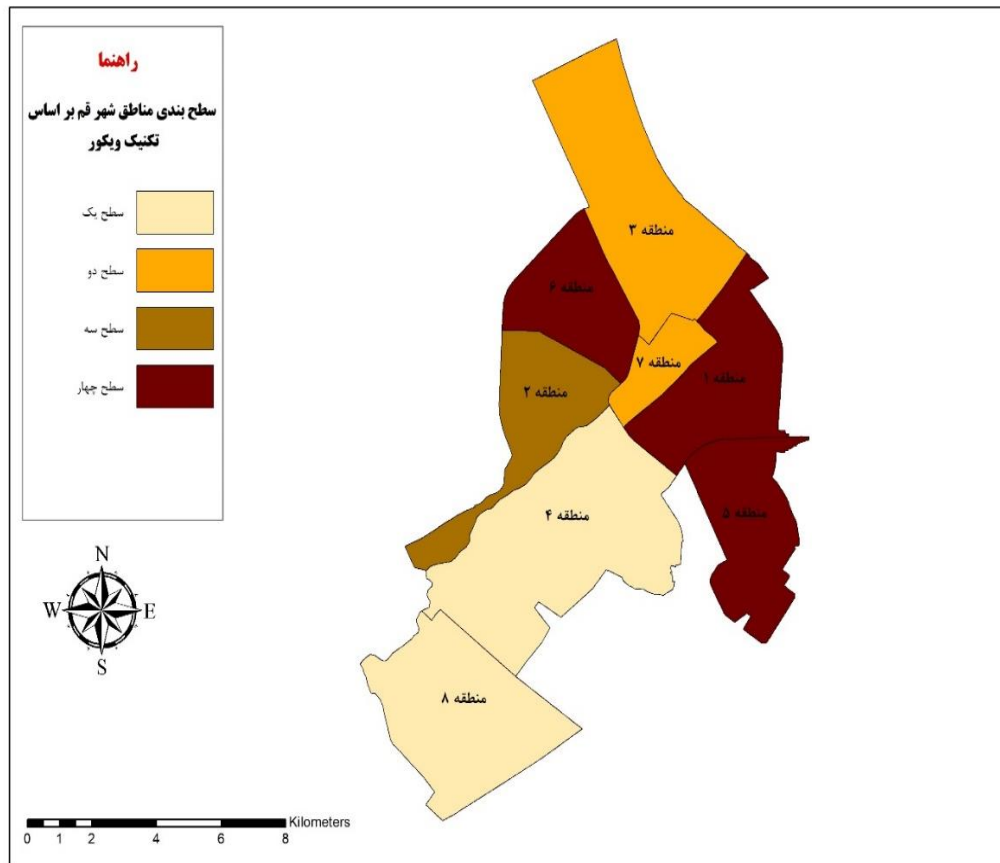 راهنما
سطح بندی مناطق شهر قم بر اساس
تکنیک ویکور
سطح یک
سطح دو
سطح سه
سطح چهار
منطقه ۳
منطقه ۶
منطقه ۷
منطقه ۱
منطقه ۲
منطقه ۴
منطقه ۵
منطقه ۸
N
W E
S
Kilometers
0 1 2 4 6 8